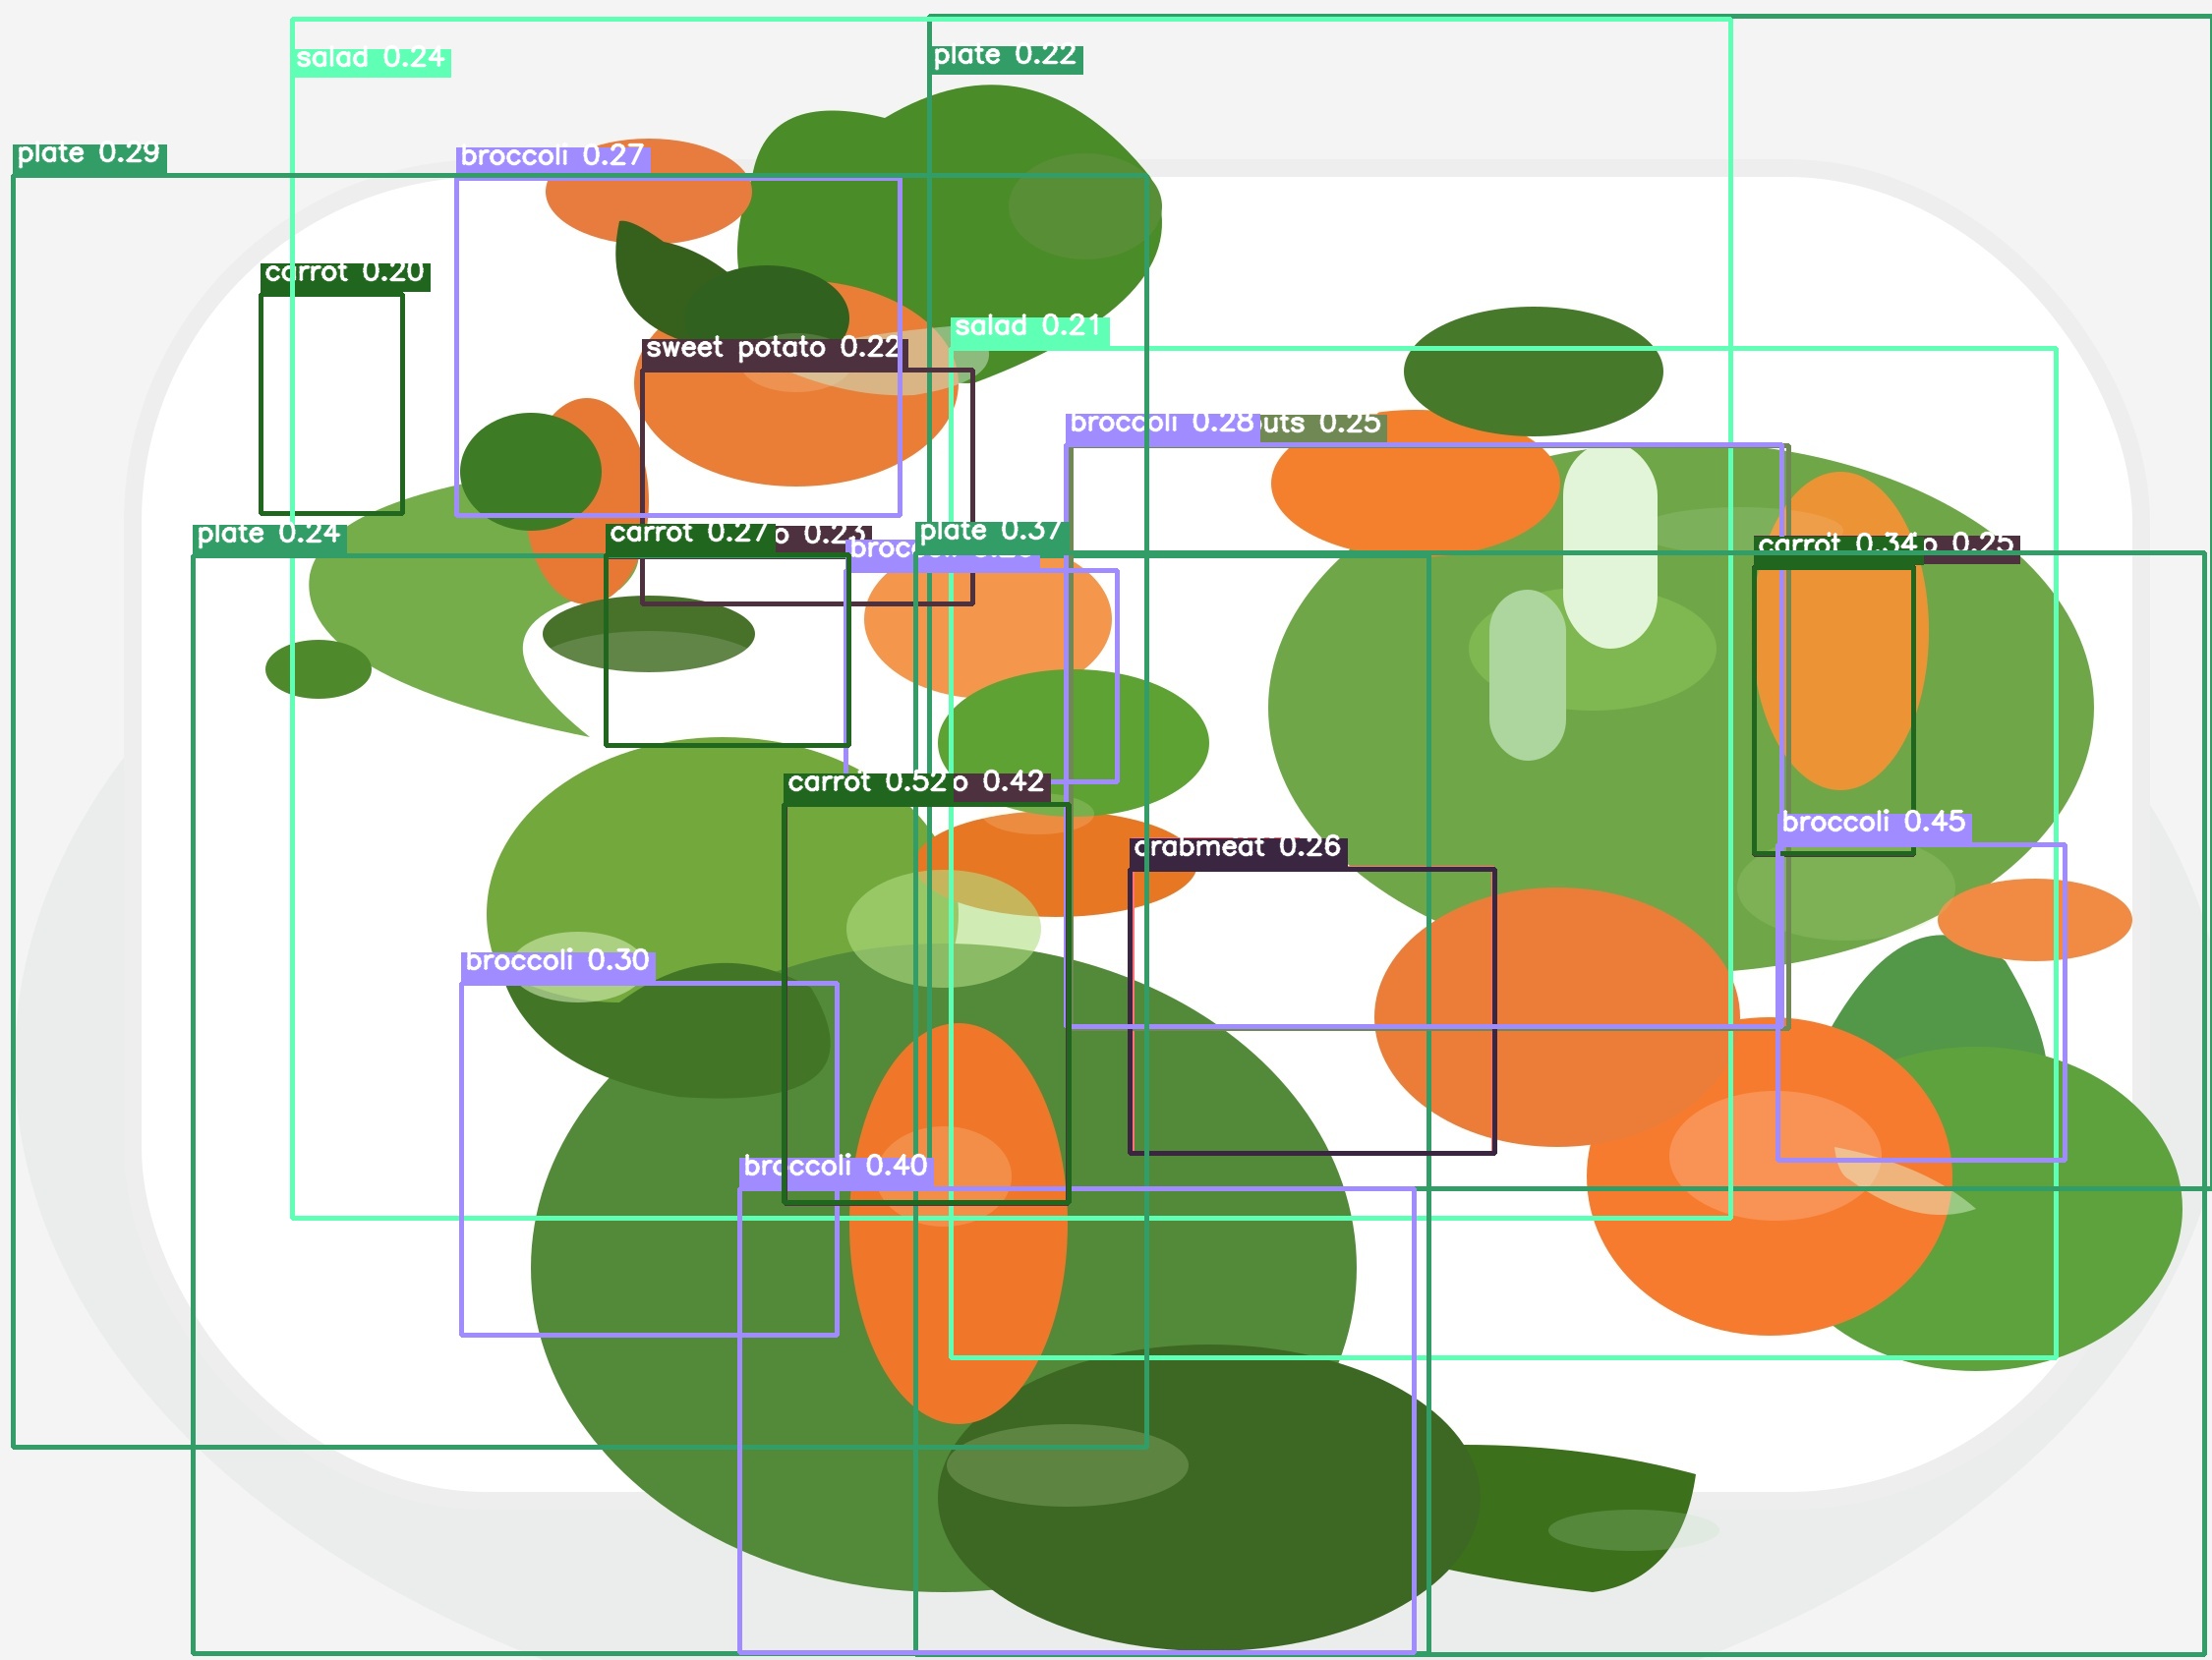 salad 0.24
plate 0.22
plate 0.29
broccoli 0.27
carrot 0.20
salad 0.21
sweet potato 0.22
broccoli 0.28 uts 0.25
plate 0.24
carrot 0.27 o 0.23
plate 0.37
carrot 0.34 o 0.25
carrot 0.52 o 0.42
broccoli 0.45
crabmeat 0.26
broccoli 0.30
broccoli 0.40